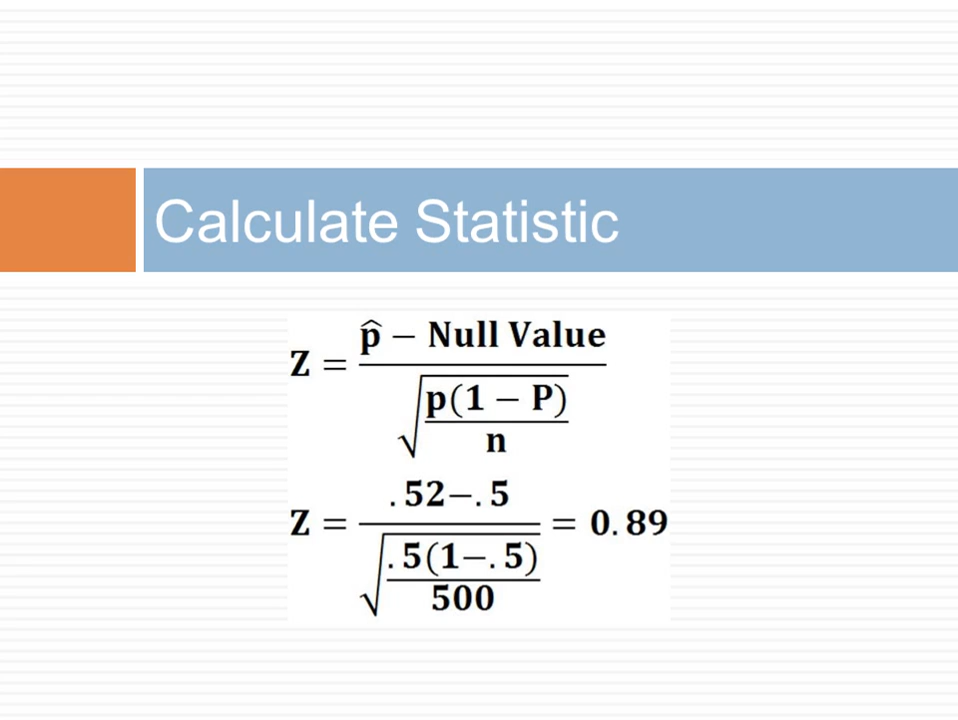 Calculate Statistic
Z = (p̂ − Null Value) / √(p(1 − P) / n)
Z = (.52−.5) / √(.5(1−.5) / 500) = 0.89